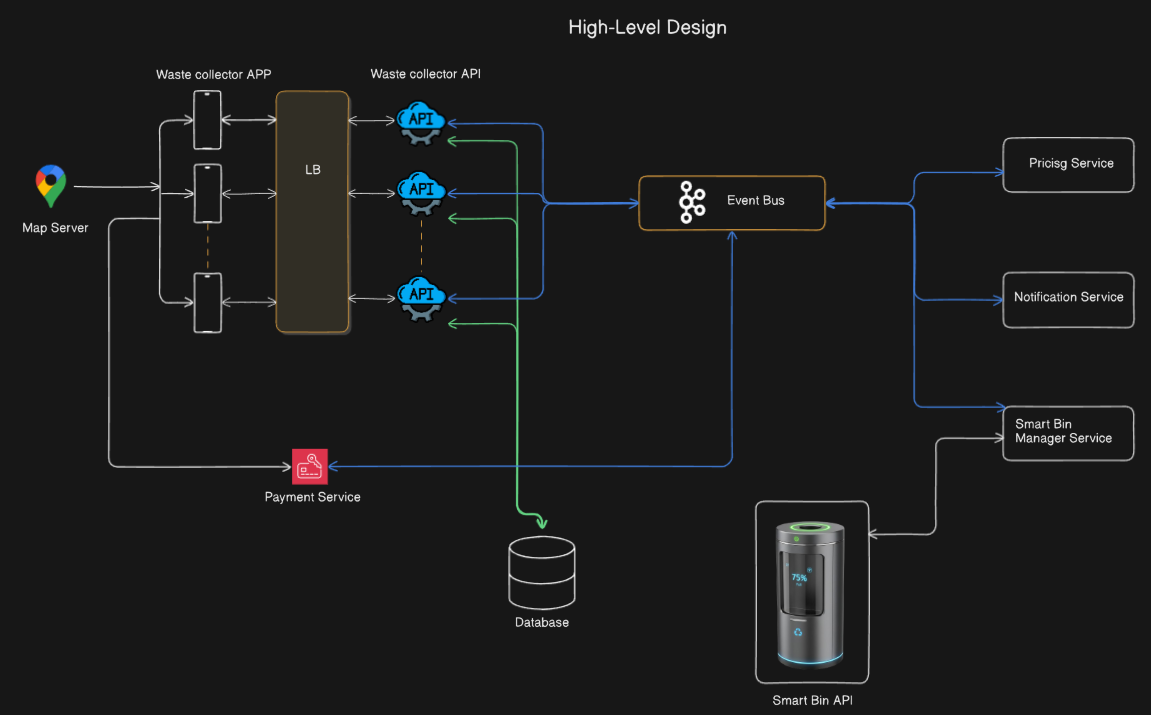 High-Level Design
Waste collector APP
Waste collector API
API
LB
Pricisg Service
API
Event Bus
Map Server
API
Notification Service
Smart Bin
Manager Service
Payment Service
75%
Database
Smart Bin API